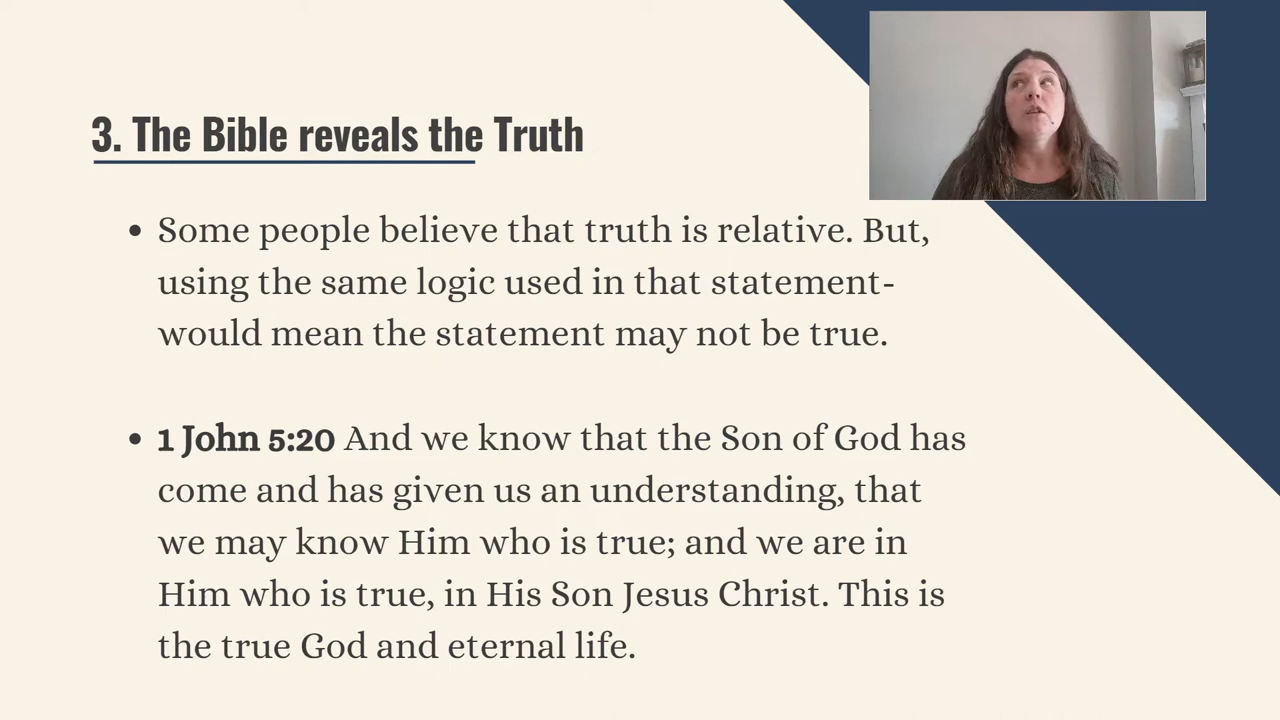 3. The Bible reveals the Truth
• Some people believe that truth is relative. But,
using the same logic used in that statement-
would mean the statement may not be true.
• 1 John 5:20 And we know that the Son of God has
come and has given us an understanding, that
we may know Him who is true; and we are in
Him who is true, in His Son Jesus Christ. This is
the true God and eternal life.